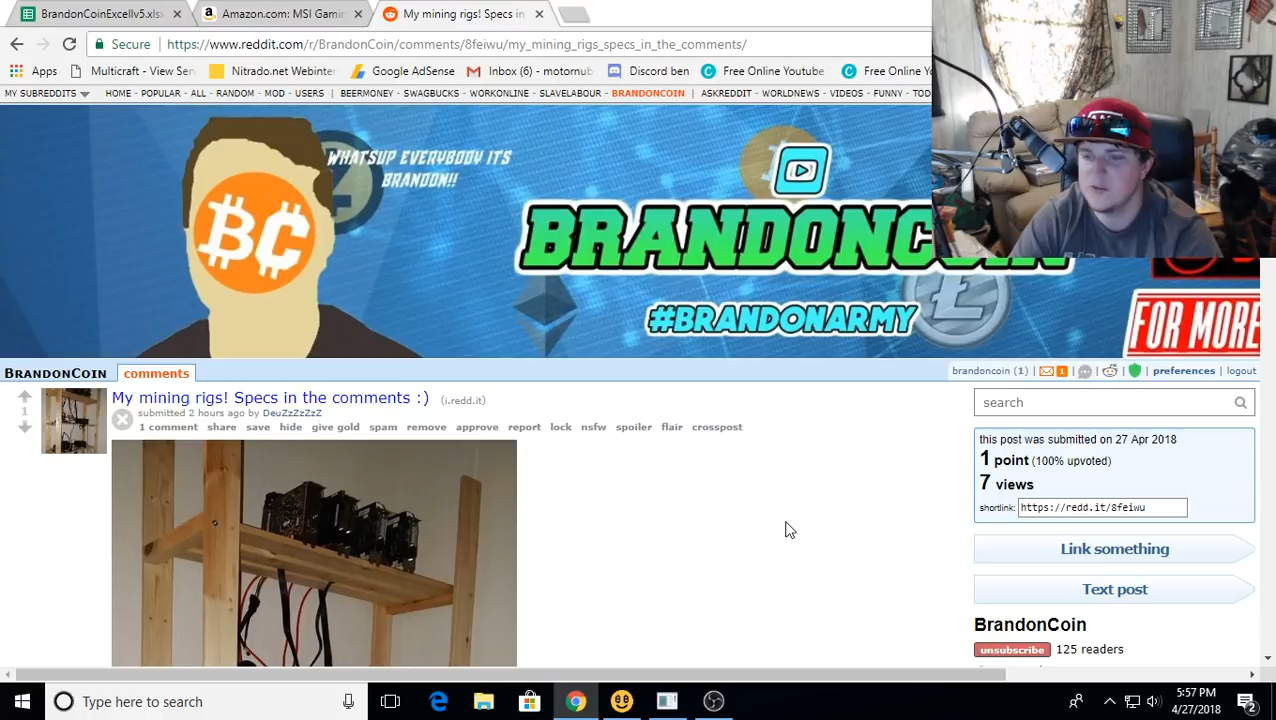 BrandonCoinExcellv5.xlsx
Amazon.com: MSI Gamin
My mining rigs! Specs in
Secure
https://www.reddit.com/r/BrandonCoin/comments/8feiwu/my_mining_rigs_specs_in_the_comments/
Apps
Multicraft - View Serv
Nitrado.net Webinter
Google AdSense
Inbox (6) - motornub
Discord ben
Free Online Youtube
Free Online Yo
MY SUBREDDITS
HOME - POPULAR - ALL - RANDOM - MOD - USERS | BEERMONEY - SWAGBUCKS - WORKONLINE - SLAVELABOUR - BRANDONCOIN | ASKREDDIT - WORLDNEWS - VIDEOS - FUNNY - TOD
WHATSUP EVERYBODY ITS
BRANDON!!
BC
BRANDONCOIN
#BRANDONARMY
FOR MORE
BRANDONCOIN
comments
brandoncoin (1) | 1 | preferences | logout
1
My mining rigs! Specs in the comments :) (i.redd.it)
submitted 2 hours ago by DeuZzZzZzZ
1 comment share save hide give gold spam remove approve report lock nsfw spoiler flair crosspost
search
this post was submitted on 27 Apr 2018
1 point (100% upvoted)
7 views
shortlink: https://redd.it/8feiwu
Link something
Text post
BrandonCoin
unsubscribe 125 readers
Type here to search
5:57 PM
4/27/2018
2